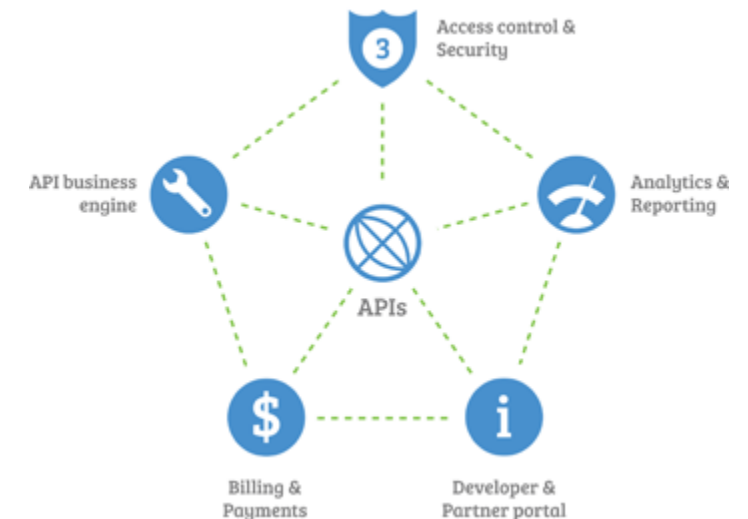 3
Access control &
Security
API business
engine
Analytics &
Reporting
APIs
$
i
Billing &
Payments
Developer &
Partner portal